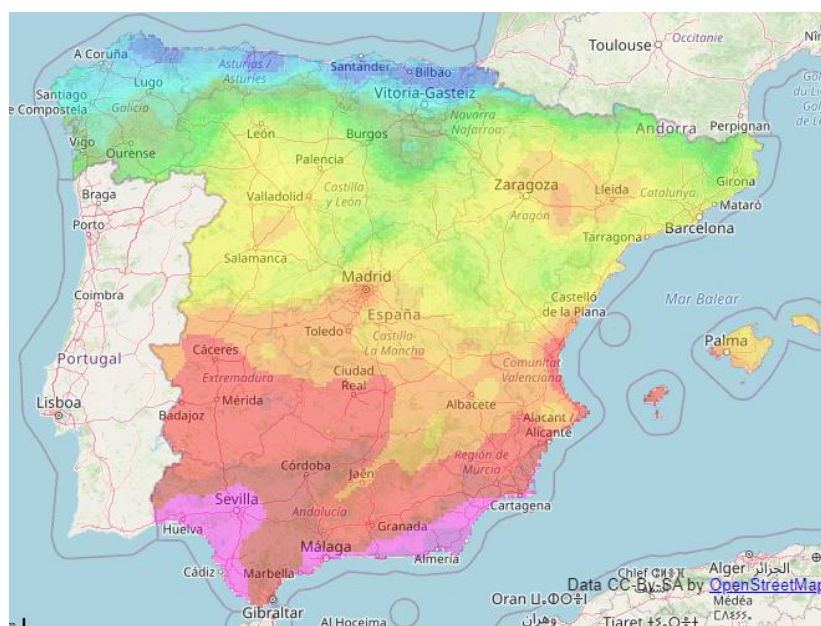 Toulouse
Occitanie
A Coruña
Santander
Bilbao
Asturias /
Asturies
Lugo
Santiago
e Compostela
Galicia
Vitoria-Gasteiz
Navarra
Nafarroa
Andorra
Perpignan
Vigo
Ourense
León
Burgos
Palencia
Girona
Mataró
Braga
Valladolid
Castilla
y León
Zaragoza
Lleida
Catalunya
Aragón
Barcelona
Porto
Tarragona
Salamanca
Madrid
Coimbra
España
Castelló
de la Plana
Mar Balear
Toledo
Castilla-
La Mancha
Palma
Portugal
Cáceres
Extremadura
Ciudad
Real
Comunitat
Valenciana
Lisboa
Mérida
Badajoz
Albacete
Alacant /
Alicante
Córdoba
Jaén
Región de
Murcia
Sevilla
Andalucía
Cartagena
Huelva
Granada
Málaga
Almería
Cádiz
Marbella
Gibraltar
Al Hoceima
Alger الجزائر
Data CC-By-SA by OpenStreetMap
Oran
وهران
Médéa
Tiaret